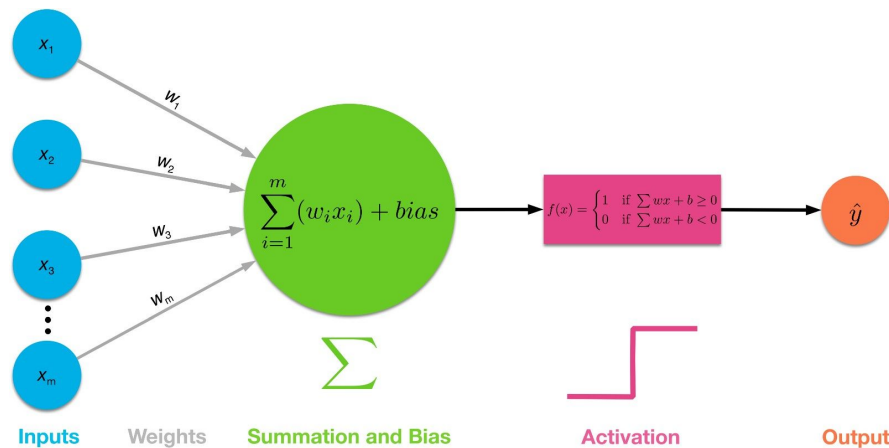 x₁
x₂
x₃
xₘ
w₁
w₂
w₃
wₘ
m
∑(wᵢxᵢ) + bias
i=1
f(x) = {1 if ∑ wx + b ≥ 0
0 if ∑ wx + b < 0
ŷ
∑
Inputs Weights Summation and Bias Activation Output